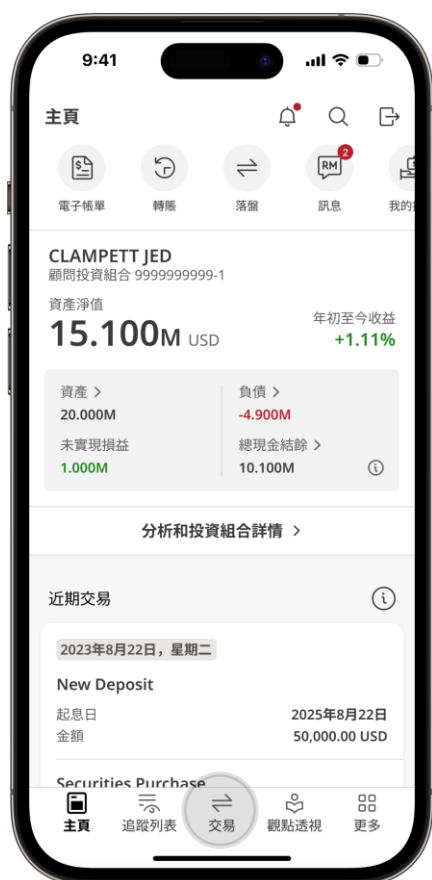 9:41
主頁
電子帳單 轉賬 落盤 訊息 我的
$ RM 2
CLAMPETT JED
顧問投資組合 9999999999-1
資產淨值
年初至今收益
15.100M USD
+1.11%
資產 > 負債 >
20.000M -4.900M
未實現損益 總現金結餘 >
1.000M 10.100M
分析和投資組合詳情 >
近期交易
2023年8月22日，星期二
New Deposit
起息日 2025年8月22日
金額 50,000.00 USD
Securities Purchase
主頁 追蹤列表 交易 觀點透視 更多